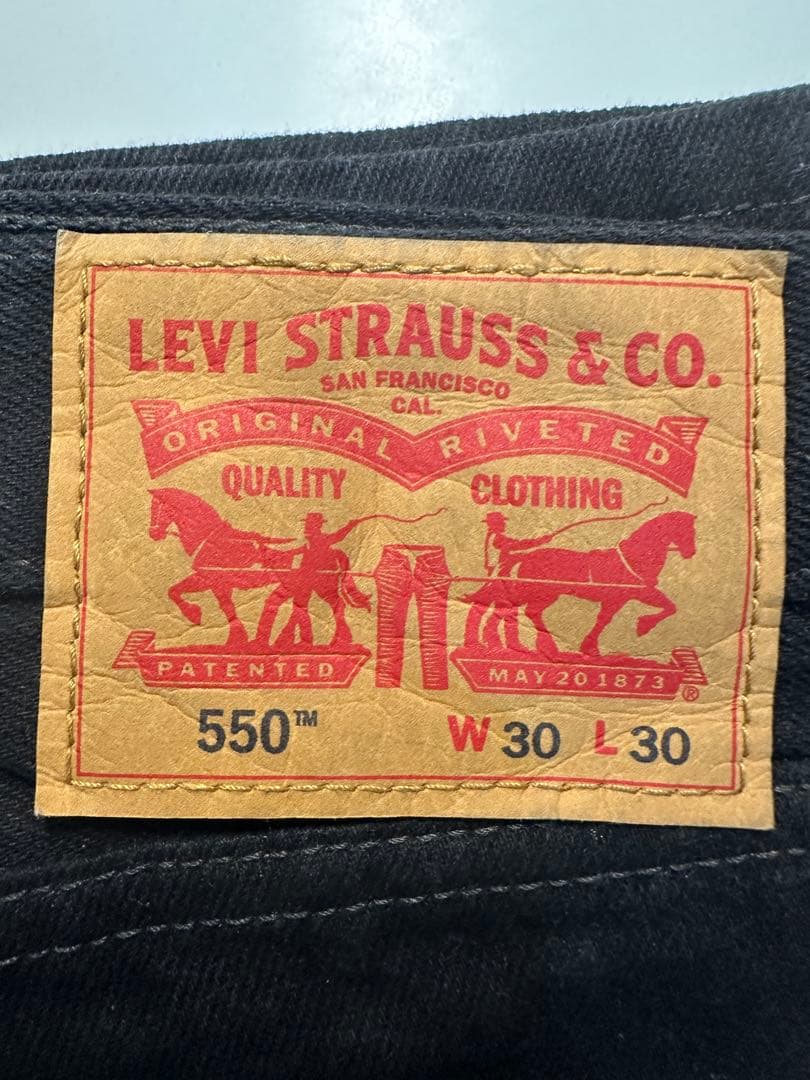 LEVI STRAUSS & CO.
SAN FRANCISCO
CAL.
ORIGINAL RIVETED
QUALITY CLOTHING
PATENTED MAY 20 1873 ®
550™ W 30 L 30